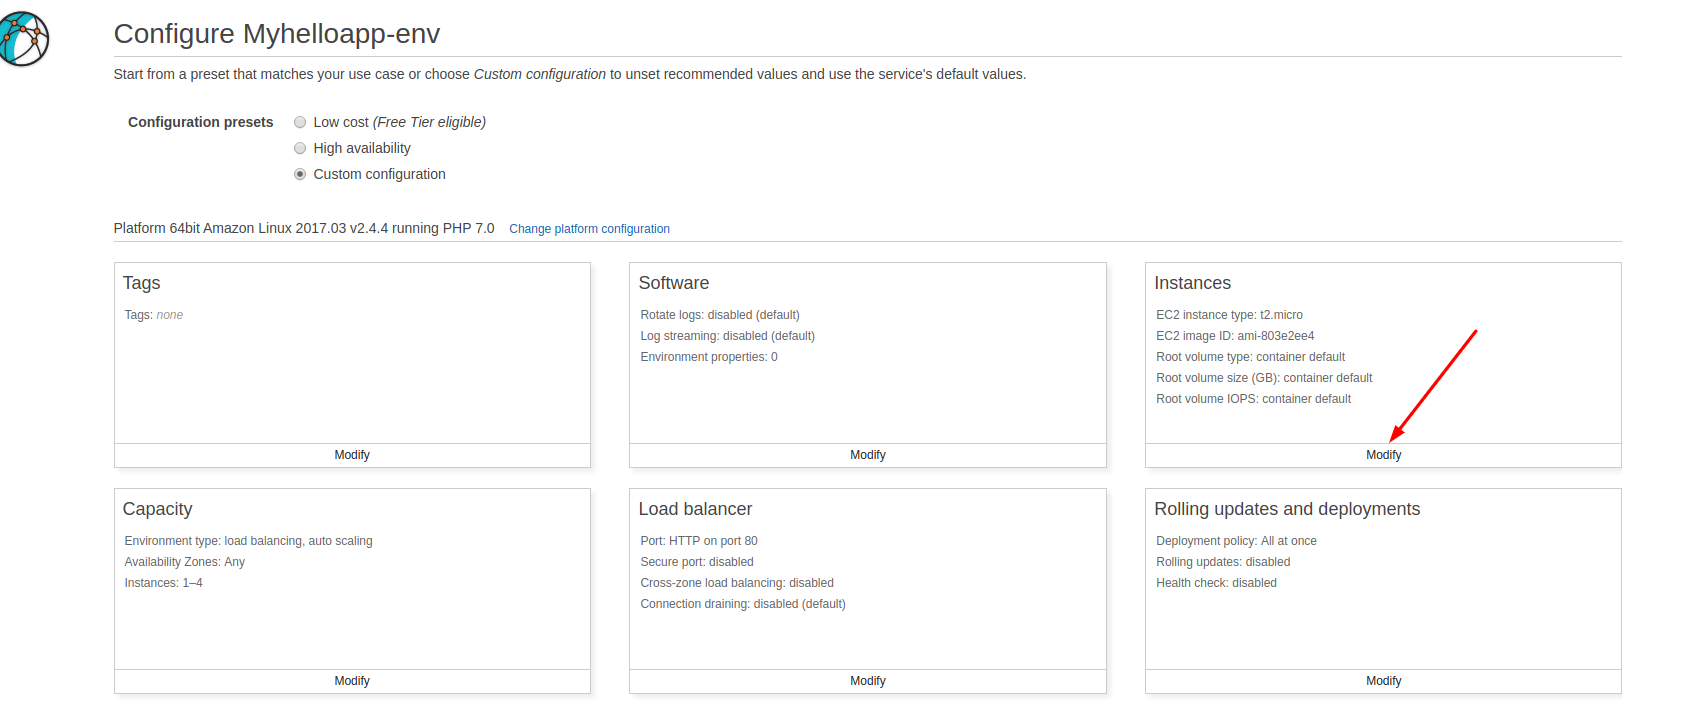 Configure Myhelloapp-env
Start from a preset that matches your use case or choose Custom configuration to unset recommended values and use the service's default values.
Configuration presets
Low cost (Free Tier eligible)
High availability
Custom configuration
Platform 64bit Amazon Linux 2017.03 v2.4.4 running PHP 7.0 Change platform configuration
Tags
Tags: none
Modify
Software
Rotate logs: disabled (default)
Log streaming: disabled (default)
Environment properties: 0
Modify
Instances
EC2 instance type: t2.micro
EC2 image ID: ami-803e2ee4
Root volume type: container default
Root volume size (GB): container default
Root volume IOPS: container default
Modify
Capacity
Environment type: load balancing, auto scaling
Availability Zones: Any
Instances: 1–4
Modify
Load balancer
Port: HTTP on port 80
Secure port: disabled
Cross-zone load balancing: disabled
Connection draining: disabled (default)
Modify
Rolling updates and deployments
Deployment policy: All at once
Rolling updates: disabled
Health check: disabled
Modify